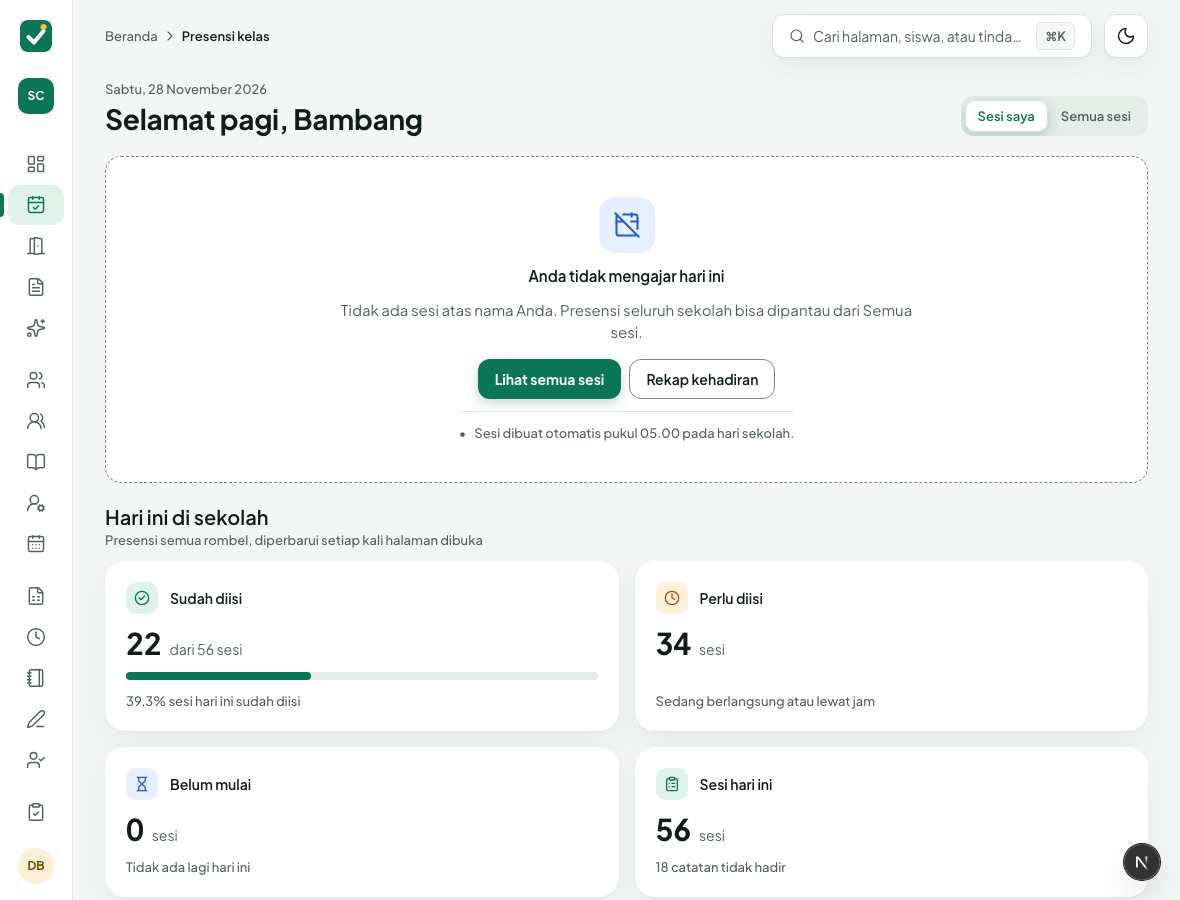 Beranda > Presensi kelas
Cari halaman, siswa, atau tinda… ⌘K
SC
Sabtu, 28 November 2026
Selamat pagi, Bambang
Sesi saya
Semua sesi
Anda tidak mengajar hari ini
Tidak ada sesi atas nama Anda. Presensi seluruh sekolah bisa dipantau dari Semua
sesi.
Lihat semua sesi
Rekap kehadiran
• Sesi dibuat otomatis pukul 05.00 pada hari sekolah.
Hari ini di sekolah
Presensi semua rombel, diperbarui setiap kali halaman dibuka
Sudah diisi
22 dari 56 sesi
39,3% sesi hari ini sudah diisi
Perlu diisi
34 sesi
Sedang berlangsung atau lewat jam
Belum mulai
0 sesi
Tidak ada lagi hari ini
Sesi hari ini
56 sesi
18 catatan tidak hadir
DB
N